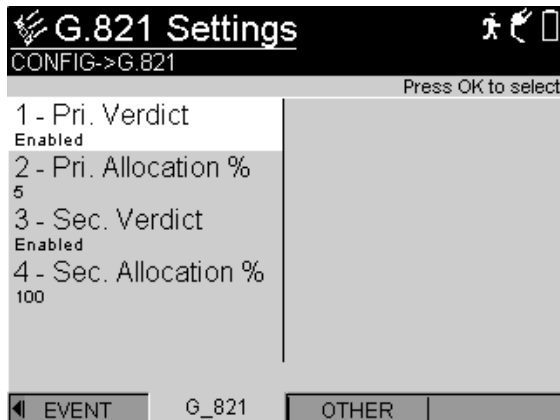 G.821 Settings
CONFIG->G.821
Press OK to select
1 - Pri. Verdict
Enabled
2 - Pri. Allocation %
5
3 - Sec. Verdict
Enabled
4 - Sec. Allocation %
100
EVENT G_821 OTHER